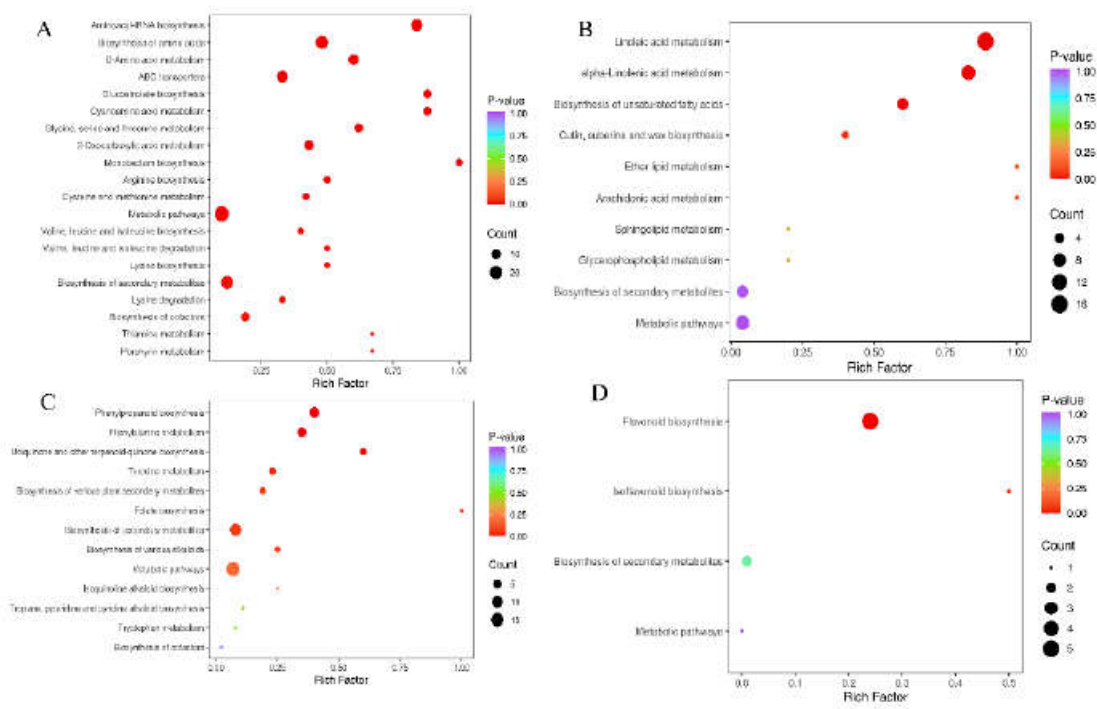 A
Aminoacyl-tRNA biosynthesis
Biosynthesis of amino acids
D-Amino acid metabolism
ABC transporters
Glucosinolate biosynthesis
Cyanoamino acid metabolism
Glycine, serine and threonine metabolism
2-Oxocarboxylic acid metabolism
Monobactam biosynthesis
Arginine biosynthesis
Cysteine and methionine metabolism
Metabolic pathways
Valine, leucine and isoleucine biosynthesis
Valine, leucine and isoleucine degradation
Lysine biosynthesis
Biosynthesis of secondary metabolites
Lysine degradation
Biosynthesis of cofactors
Thiamine metabolism
Porphyrin metabolism
0.25 0.50 0.75 1.00
Rich Factor
P-value
1.00
0.75
0.50
0.25
0.00
Count
10
20
B
Linoleic acid metabolism
alpha-Linolenic acid metabolism
Biosynthesis of unsaturated fatty acids
Cutin, suberine and wax biosynthesis
Ether lipid metabolism
Arachidonic acid metabolism
Sphingolipid metabolism
Glycerophospholipid metabolism
Biosynthesis of secondary metabolites
Metabolic pathways
0.00 0.25 0.50 0.75 1.00
Rich Factor
P-value
1.00
0.75
0.50
0.25
0.00
Count
4
8
12
16
C
Phenylpropanoid biosynthesis
Phenylalanine metabolism
Ubiquinone and other terpenoid-quinone biosynthesis
Tyrosine metabolism
Biosynthesis of various plant secondary metabolites
Folate biosynthesis
Biosynthesis of secondary metabolites
Biosynthesis of various alkaloids
Metabolic pathways
Isoquinoline alkaloid biosynthesis
Tropane, piperidine and pyridine alkaloid biosynthesis
Tryptophan metabolism
Biosynthesis of cofactors
0.00 0.25 0.50 0.75 1.00
Rich Factor
P-value
1.00
0.75
0.50
0.25
0.00
Count
5
10
15
D
Flavonoid biosynthesis
Isoflavonoid biosynthesis
Biosynthesis of secondary metabolites
Metabolic pathways
0.0 0.1 0.2 0.3 0.4 0.5
Rich Factor
P-value
1.00
0.75
0.50
0.25
0.00
Count
1
2
3
4
5